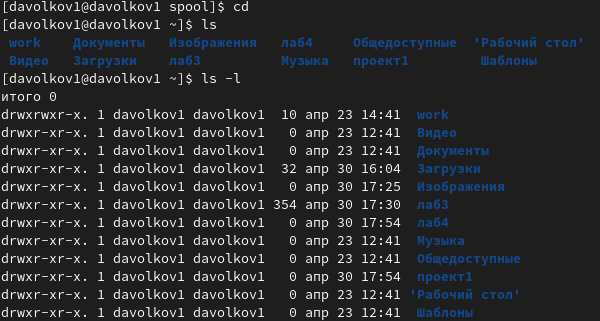 [davolkov1@davolkov1 spool]$ cd
[davolkov1@davolkov1 ~]$ ls
work Документы Изображения лаб4 Общедоступные 'Рабочий стол'
Видео Загрузки лаб3 Музыка проект1 Шаблоны
[davolkov1@davolkov1 ~]$ ls -l
итого 0
drwxrwxr-x. 1 davolkov1 davolkov1 10 апр 23 14:41 work
drwxr-xr-x. 1 davolkov1 davolkov1 0 апр 23 12:41 Видео
drwxr-xr-x. 1 davolkov1 davolkov1 0 апр 23 12:41 Документы
drwxr-xr-x. 1 davolkov1 davolkov1 32 апр 30 16:04 Загрузки
drwxr-xr-x. 1 davolkov1 davolkov1 0 апр 30 17:25 Изображения
drwxr-xr-x. 1 davolkov1 davolkov1 354 апр 30 17:30 лаб3
drwxr-xr-x. 1 davolkov1 davolkov1 0 апр 30 17:54 лаб4
drwxr-xr-x. 1 davolkov1 davolkov1 0 апр 23 12:41 Музыка
drwxr-xr-x. 1 davolkov1 davolkov1 0 апр 23 12:41 Общедоступные
drwxr-xr-x. 1 davolkov1 davolkov1 0 апр 30 17:54 проект1
drwxr-xr-x. 1 davolkov1 davolkov1 0 апр 23 12:41 'Рабочий стол'
drwxr-xr-x. 1 davolkov1 davolkov1 0 апр 23 12:41 Шаблоны